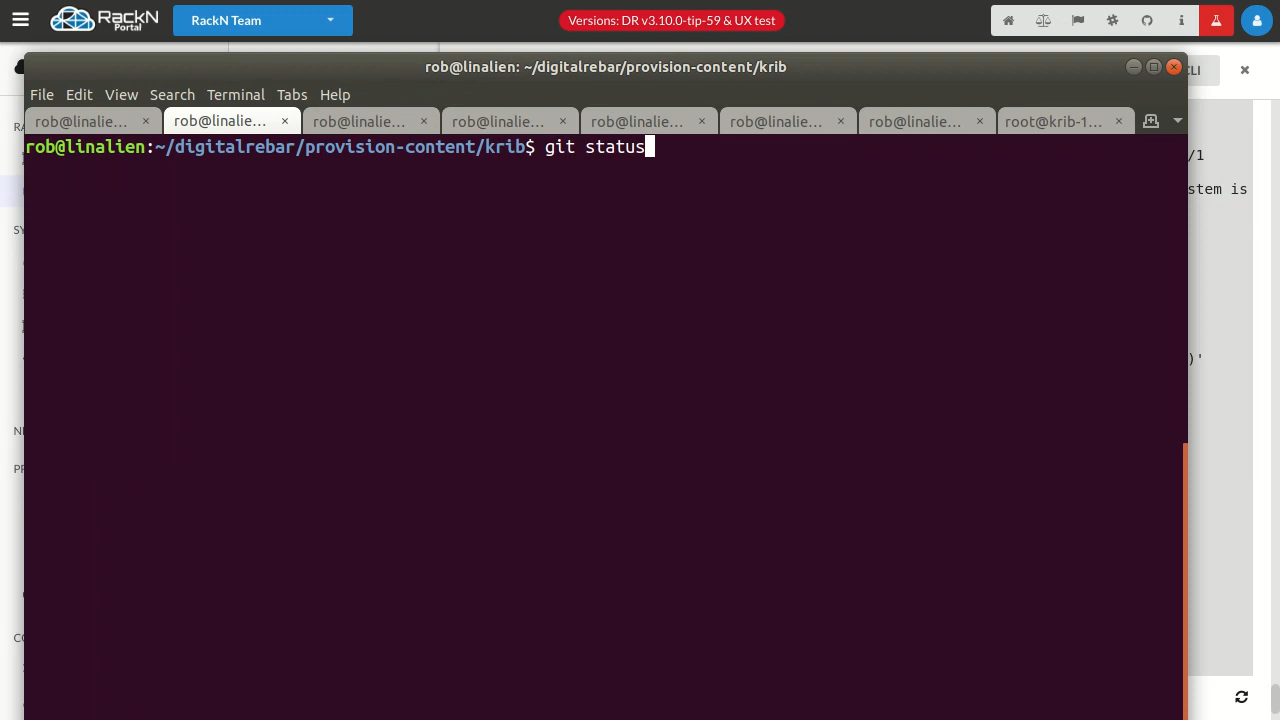 RackN Portal
RackN Team
Versions: DR v3.10.0-tip-59 & UX test
CLI
rob@linalien: ~/digitalrebar/provision-content/krib
File Edit View Search Terminal Tabs Help
rob@linalie... × rob@linalie... × rob@linalie... × rob@linalie... × rob@linalie... × rob@linalie... × rob@linalie... × root@krib-1... ×
rob@linalien:~/digitalrebar/provision-content/krib$ git status
/1
stem is
)'